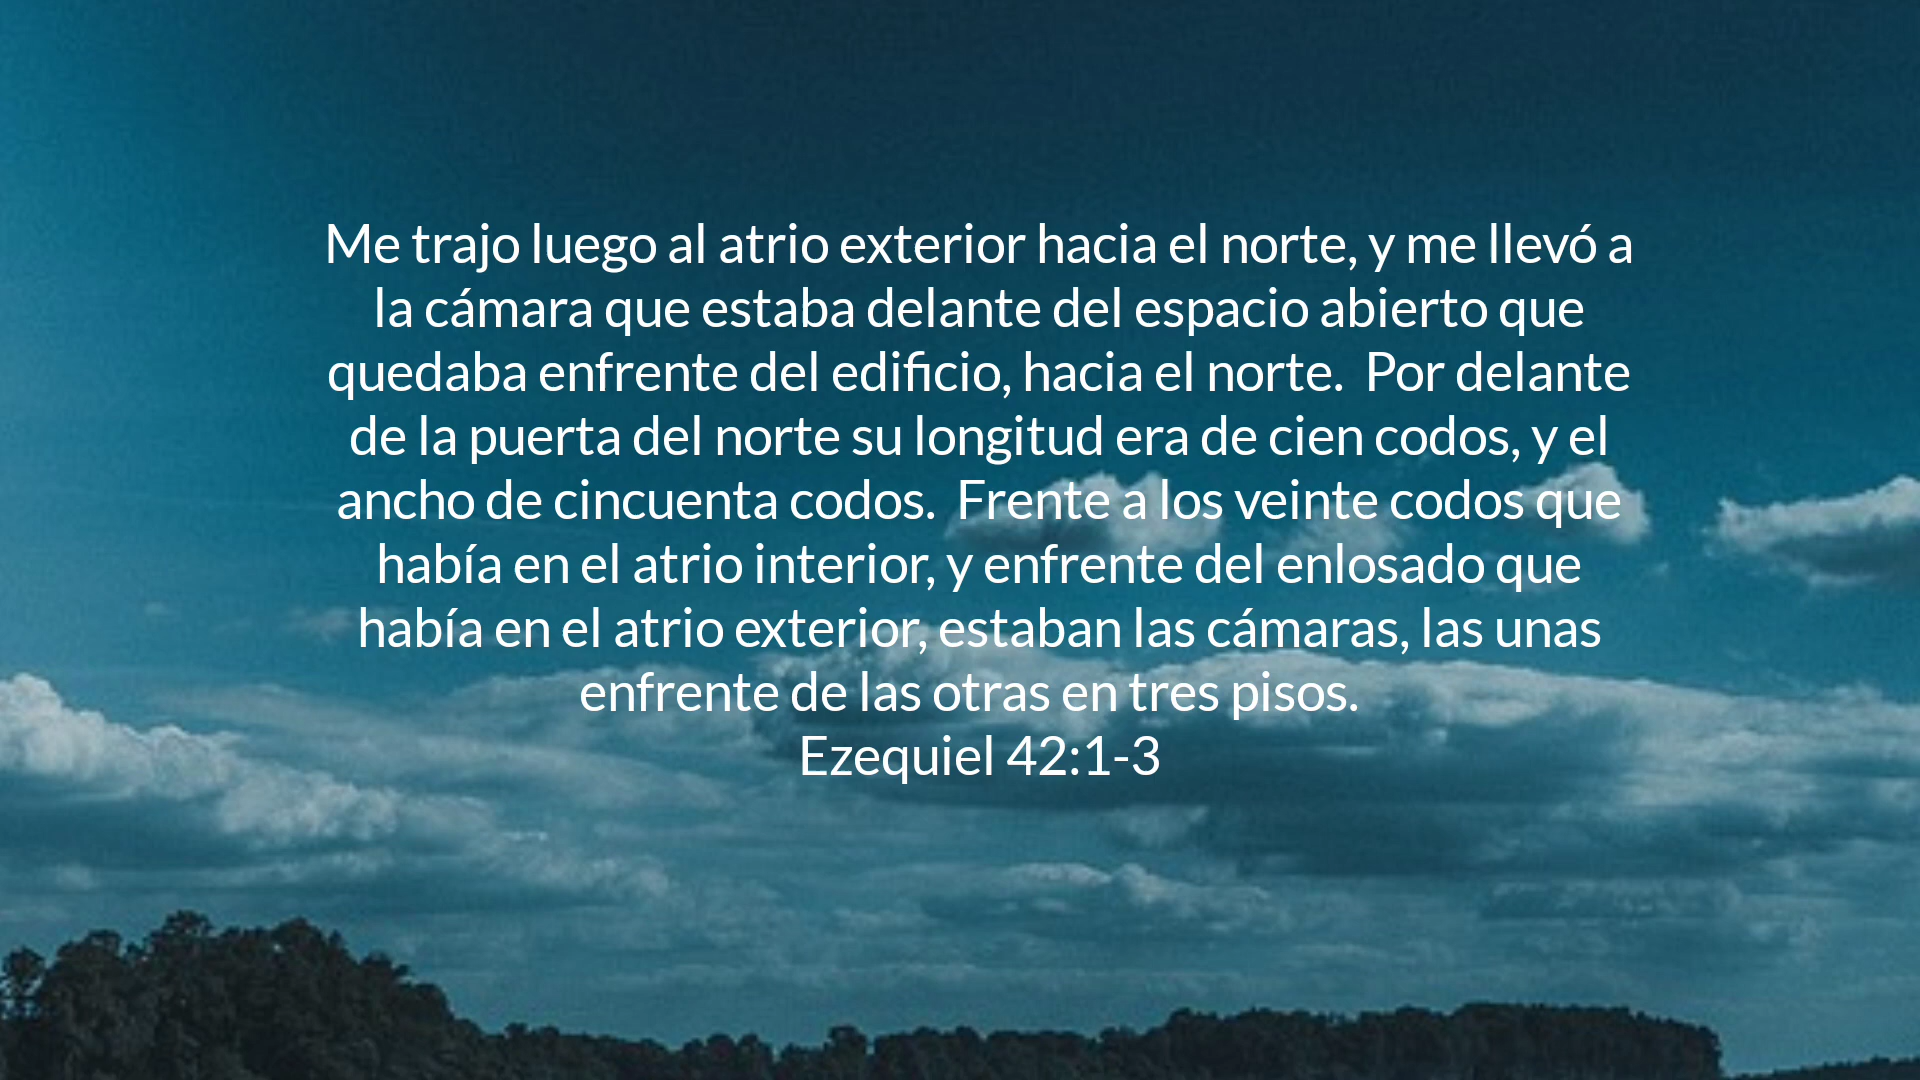 Me trajo luego al atrio exterior hacia el norte, y me llevó a
la cámara que estaba delante del espacio abierto que
quedaba enfrente del edificio, hacia el norte.  Por delante
de la puerta del norte su longitud era de cien codos, y el
ancho de cincuenta codos.  Frente a los veinte codos que
había en el atrio interior, y enfrente del enlosado que
había en el atrio exterior, estaban las cámaras, las unas
enfrente de las otras en tres pisos.
Ezequiel 42:1-3